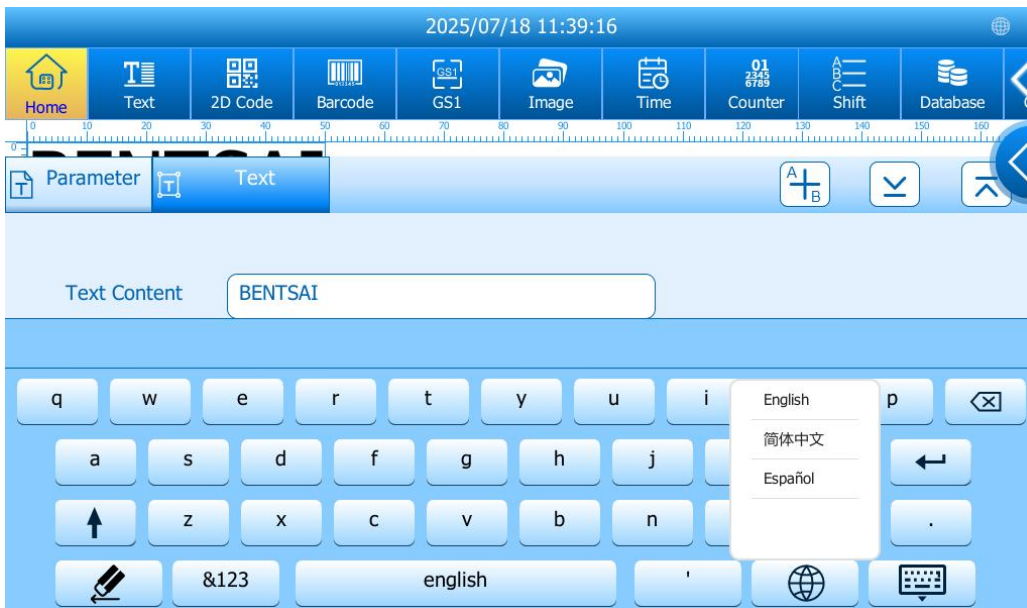 2025/07/18 11:39:16
Home
Text
2D Code
Barcode
GS1
GS1
Image
Time
01
2345
6789
Counter
A
B
C
Shift
Database
0 10 20 30 40 50 60 70 80 90 100 110 120 130 140 150 160
0
BENTSAI
Parameter
Text
A
B
Text Content
BENTSAI
q w e r t y u i p
a s d f g h j
z x c v b n .
English
简体中文
Español
&123
english
'